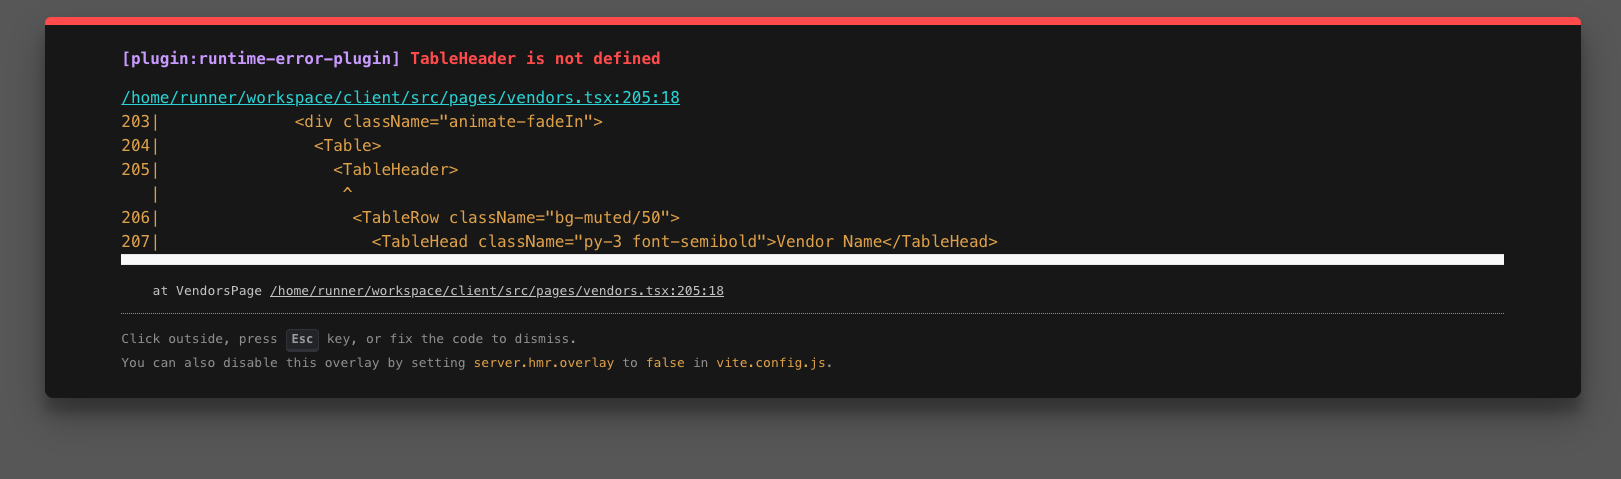 [plugin:runtime-error-plugin] TableHeader is not defined
/home/runner/workspace/client/src/pages/vendors.tsx:205:18
203|              <div className="animate-fadeIn">
204|                <Table>
205|                  <TableHeader>
   |                   ^
206|                    <TableRow className="bg-muted/50">
207|                      <TableHead className="py-3 font-semibold">Vendor Name</TableHead>
at VendorsPage /home/runner/workspace/client/src/pages/vendors.tsx:205:18
Click outside, press Esc key, or fix the code to dismiss.
You can also disable this overlay by setting server.hmr.overlay to false in vite.config.js.